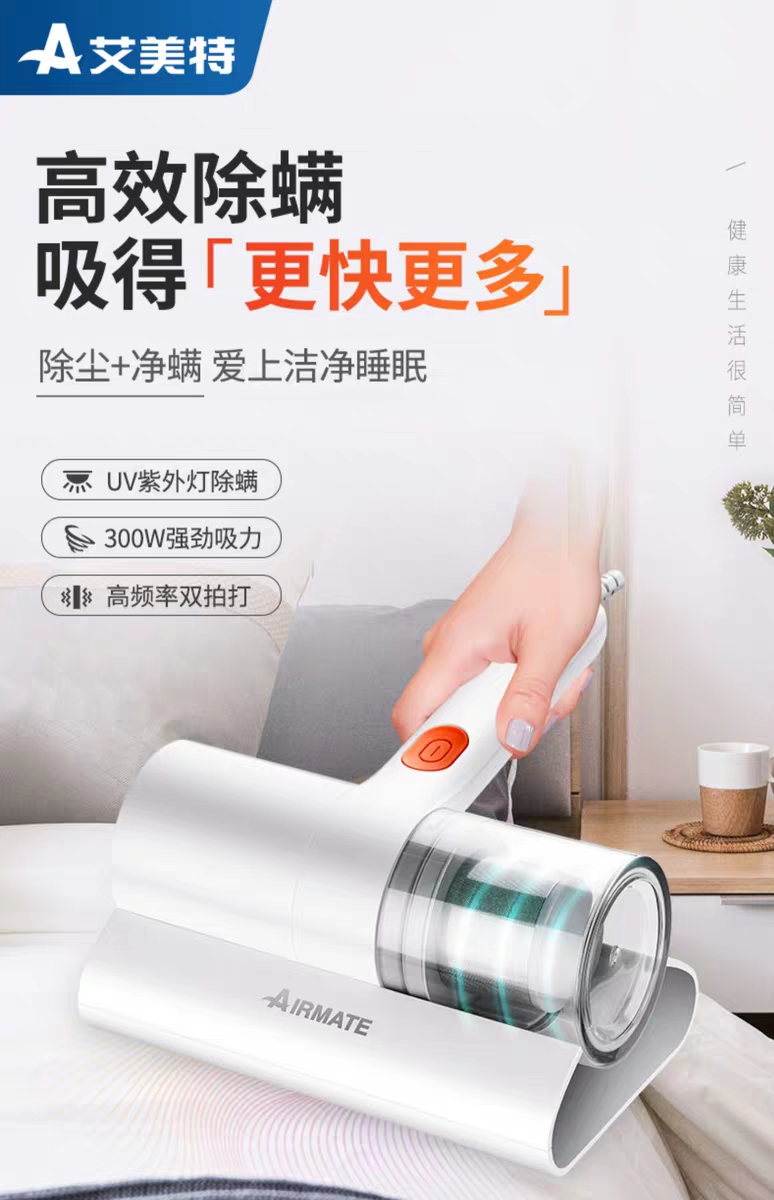 艾美特
高效除螨
吸得「更快更多」
除尘+净螨 爱上洁净睡眠
健康生活很简单
UV紫外灯除螨
300W强劲吸力
高频率双拍打
AIRMATE